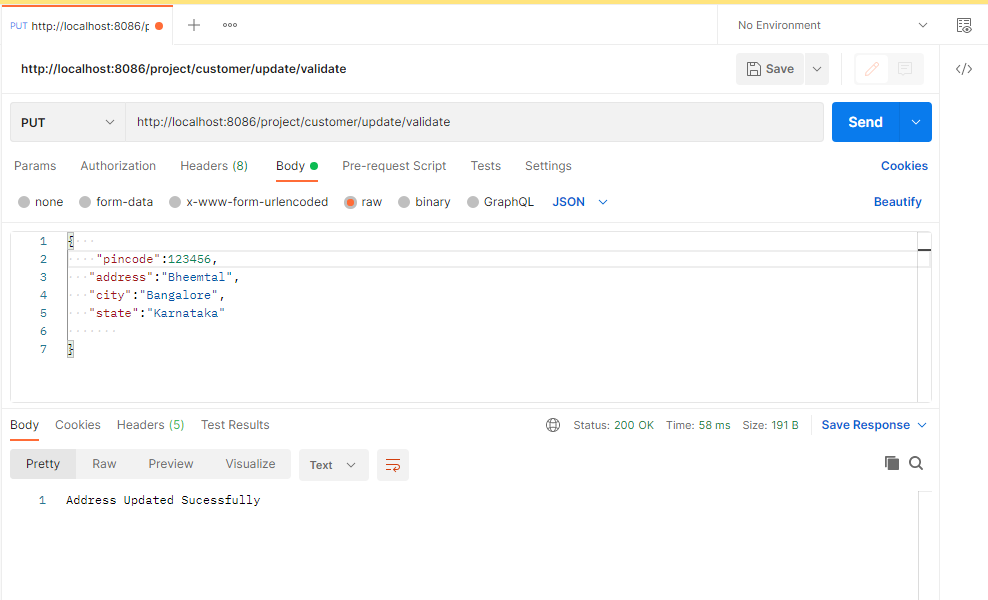 PUT http://localhost:8086/p No Environment
http://localhost:8086/project/customer/update/validate Save
PUT http://localhost:8086/project/customer/update/validate Send
Params Authorization Headers (8) Body Pre-request Script Tests Settings Cookies
none form-data x-www-form-urlencoded raw binary GraphQL JSON Beautify
1 {
2 "pincode":123456,
3 "address":"Bheemtal",
4 "city":"Bangalore",
5 "state":"Karnataka"
6
7 }
Body Cookies Headers (5) Test Results Status: 200 OK Time: 58 ms Size: 191 B Save Response
Pretty Raw Preview Visualize Text
1 Address Updated Sucessfully